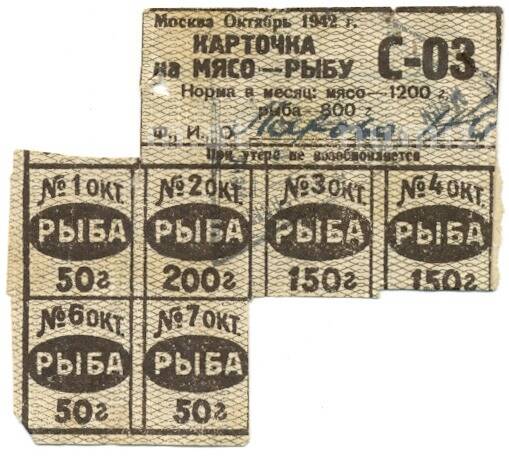 Москва Октябрь 1942 г.
КАРТОЧКА
на МЯСО—РЫБУ
С-03
Норма в месяц: мясо—1200 г.
рыба—800 г.
Ф., И., О.
При утере не возобновляется
№1 ОКТ. №2 ОКТ. №3 ОКТ. №4 ОКТ.
РЫБА РЫБА РЫБА РЫБА
50г 200г 150г 150г
№6 ОКТ. №7 ОКТ.
РЫБА РЫБА
50г 50г